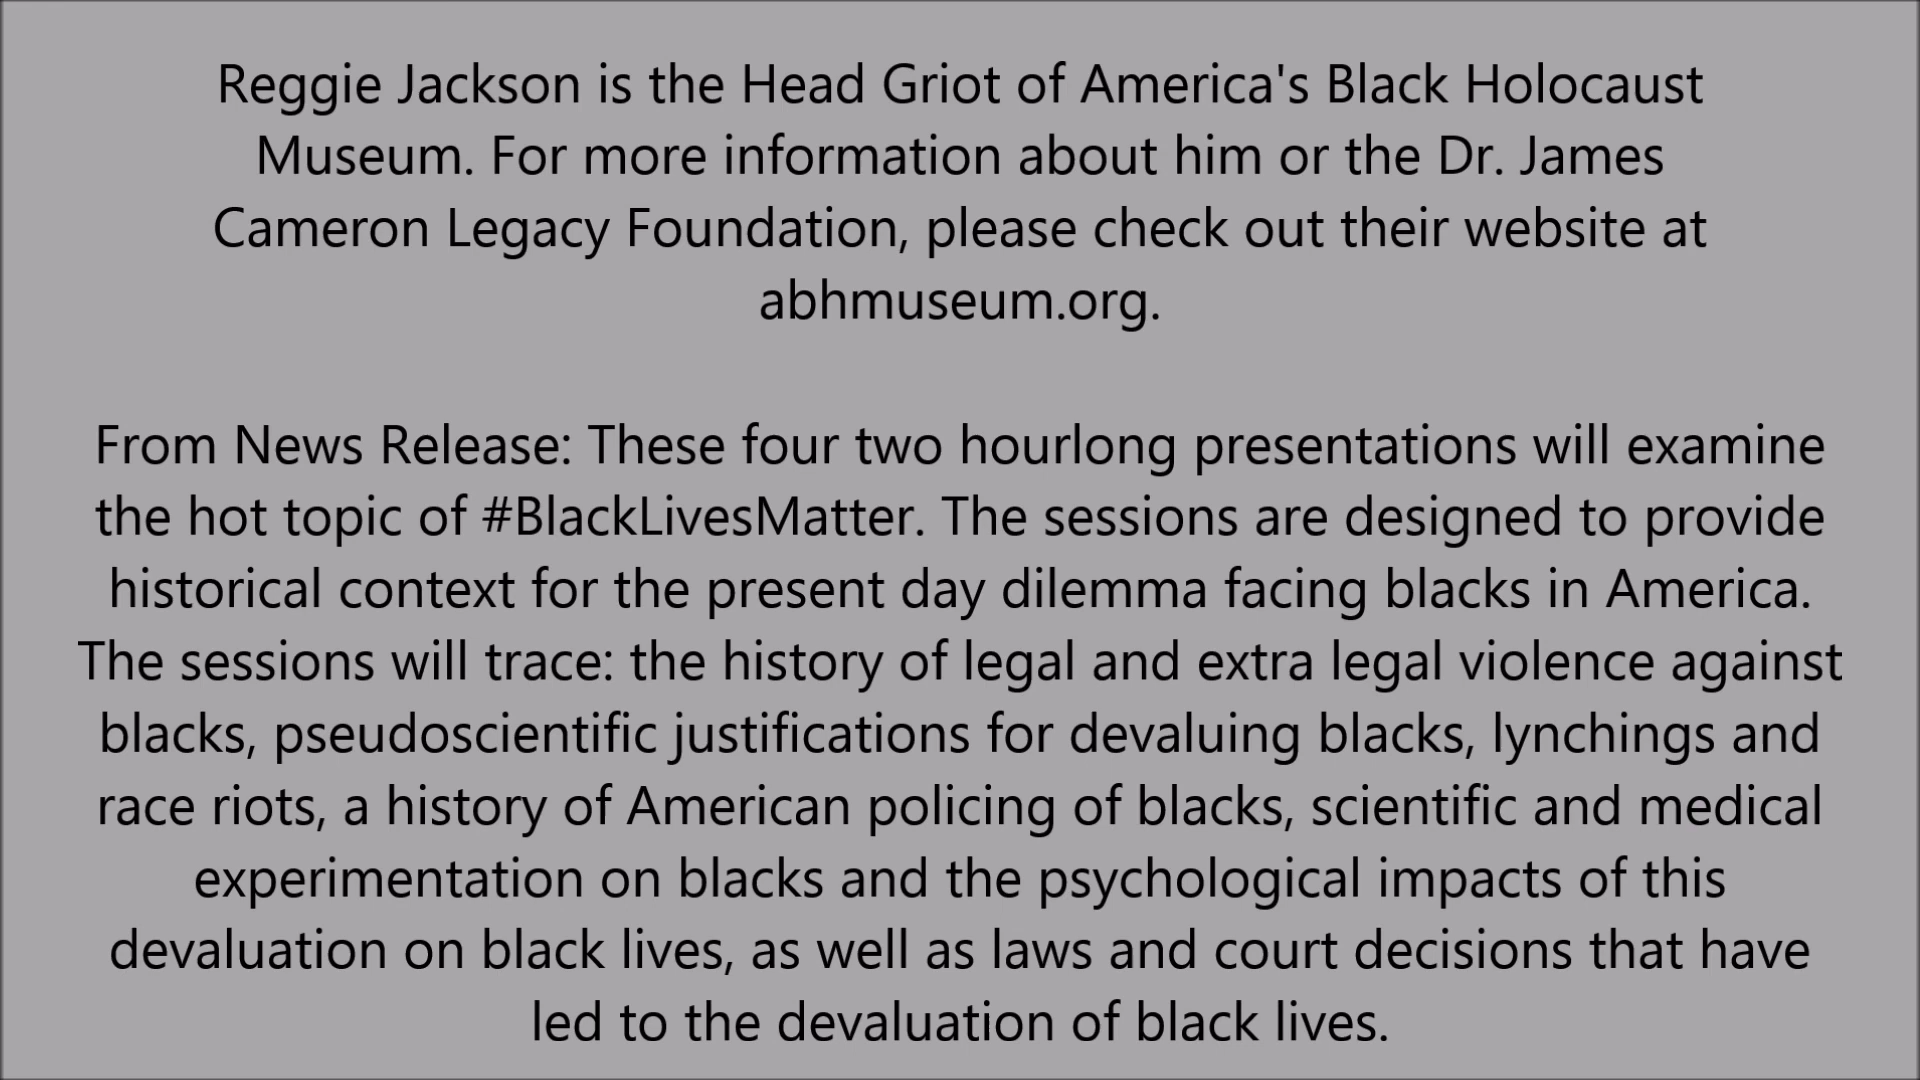 Reggie Jackson is the Head Griot of America's Black Holocaust
Museum. For more information about him or the Dr. James
Cameron Legacy Foundation, please check out their website at
abhmuseum.org.
From News Release: These four two hourlong presentations will examine
the hot topic of #BlackLivesMatter. The sessions are designed to provide
historical context for the present day dilemma facing blacks in America.
The sessions will trace: the history of legal and extra legal violence against
blacks, pseudoscientific justifications for devaluing blacks, lynchings and
race riots, a history of American policing of blacks, scientific and medical
experimentation on blacks and the psychological impacts of this
devaluation on black lives, as well as laws and court decisions that have
led to the devaluation of black lives.